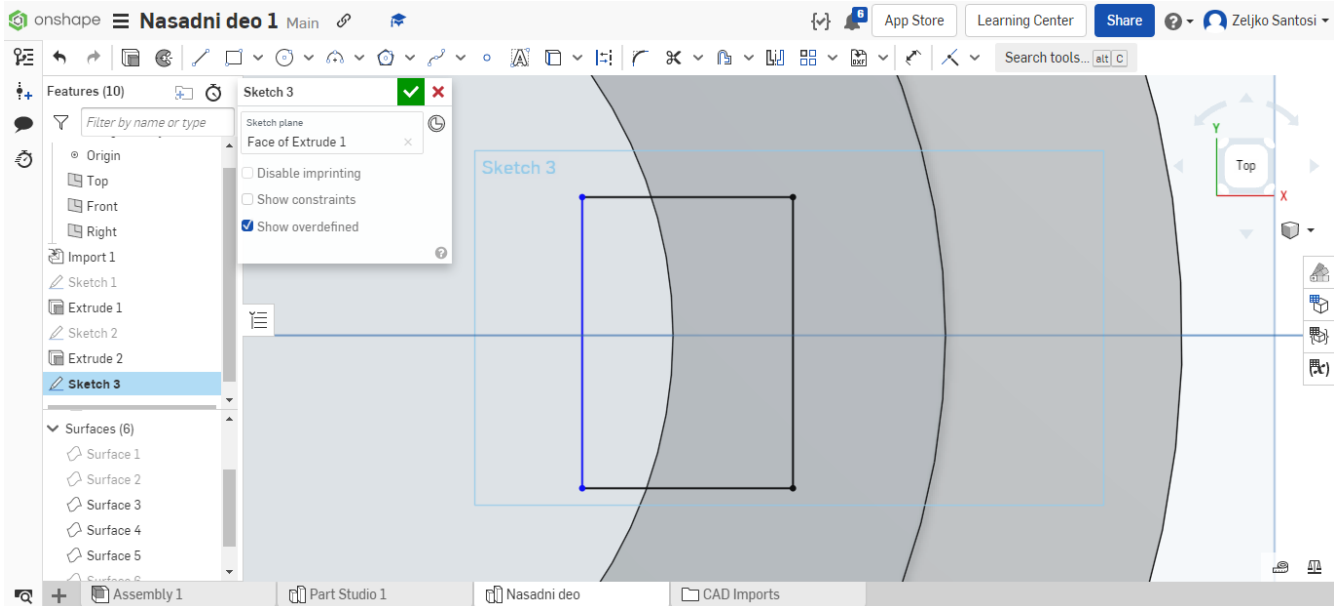 onshape Nasadni deo 1 Main 6 App Store Learning Center Share Zeljko Santosi
DXF Search tools... alt C
Features (10)
Filter by name or type
Origin
Top
Front
Right
Import 1
Sketch 1
Extrude 1
Sketch 2
Extrude 2
Sketch 3
Surfaces (6)
Surface 1
Surface 2
Surface 3
Surface 4
Surface 5
Sketch 3
Sketch plane
Face of Extrude 1
Disable imprinting
Show constraints
Show overdefined
Sketch 3
Y
Top
X
(x)
Assembly 1 Part Studio 1 Nasadni deo CAD Imports